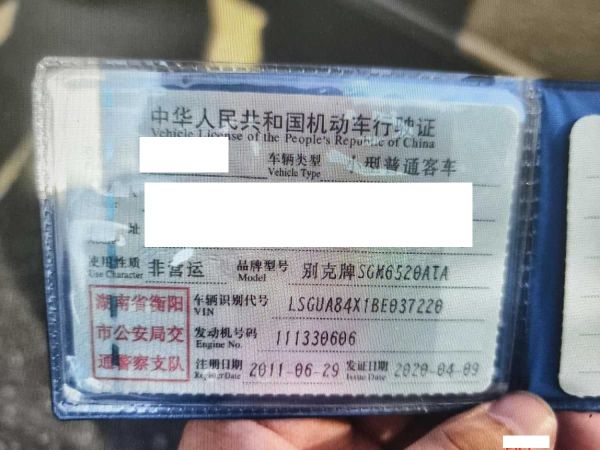 中华人民共和国机动车行驶证
Vehicle License of the People's Republic of China
车辆类型 小型普通客车
Vehicle Type
址
使用性质 非营运 品牌型号 别克牌SGM6520ATA
Use Character Model
湖南省衡阳
市公安局交
通警察支队
车辆识别代号 LSGUA84X1BE037220
VIN
发动机号码 111330606
Engine No.
注册日期 2011-06-29 发证日期 2020-04-09
Register Date Issue Date